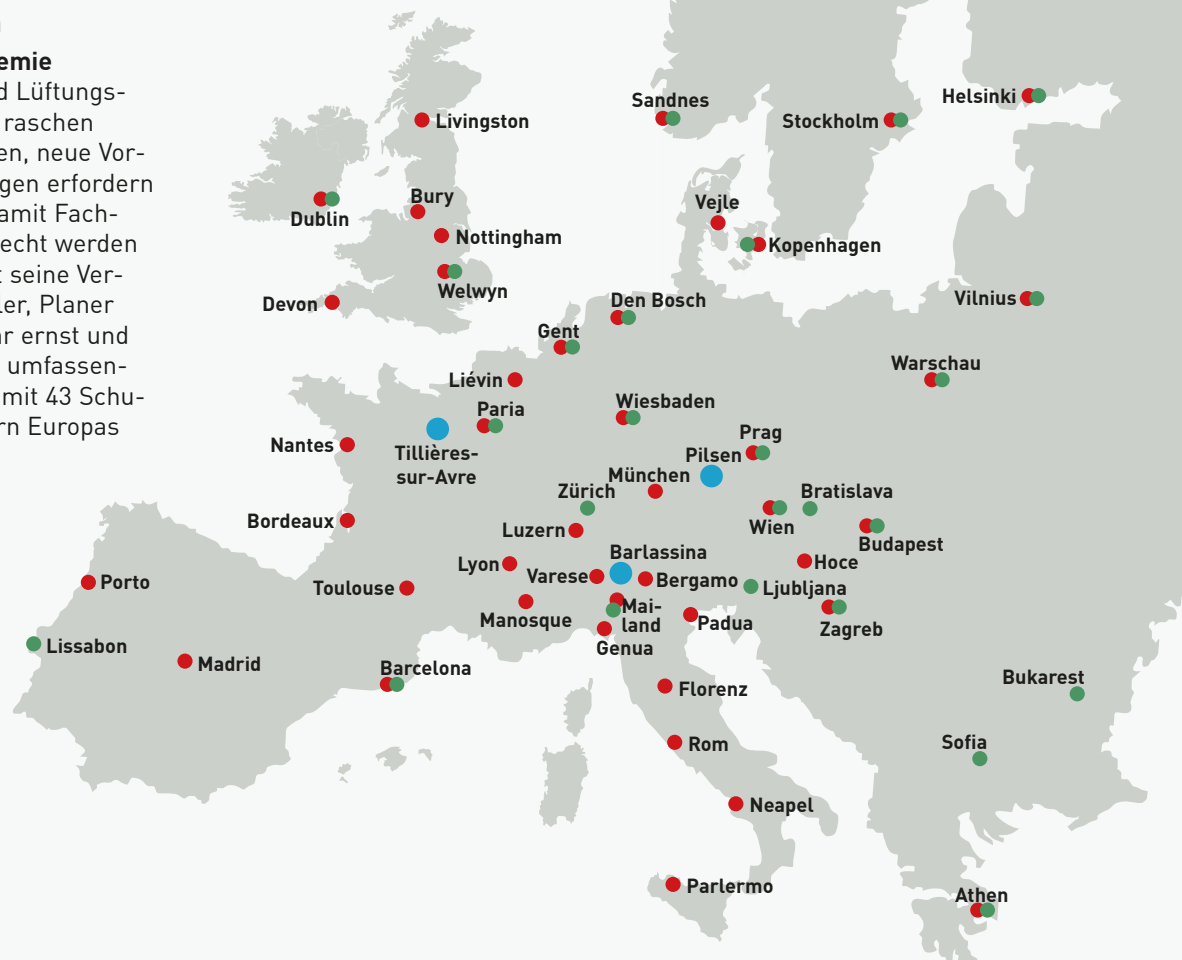 emie
d Lüftungs-
raschen
en, neue Vor-
gen erfordern
amit Fach-
echt werden
t seine Ver-
ler, Planer
r ernst und
umfassen-
mit 43 Schu-
rn Europas
Helsinki
Sandnes
Stockholm
Livingston
Bury
Vejle
Dublin
Nottingham
Kopenhagen
Welwyn
Devon
Den Bosch
Vilnius
Gent
Warschau
Liévin
Wiesbaden
Paria
Prag
Nantes
Tillières-
sur-Avre
Pilsen
München
Zürich
Bratislava
Bordeaux
Luzern
Wien
Budapest
Barlassina
Lyon
Hoce
Varese
Bergamo
Porto
Toulouse
Ljubljana
Manosque
Mai-
land
Padua
Zagreb
Lissabon
Genua
Madrid
Barcelona
Bukarest
Florenz
Sofia
Rom
Neapel
Parlermo
Athen